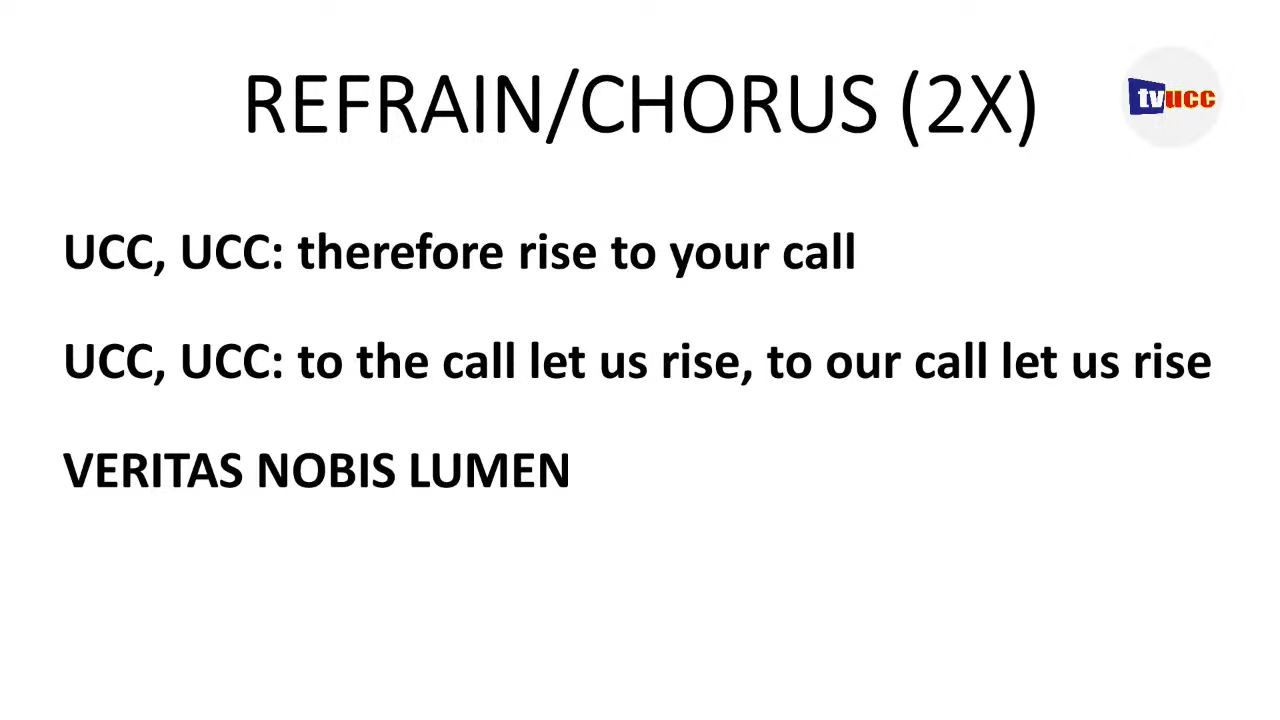 REFRAIN/CHORUS (2X)
tvucc
UCC, UCC: therefore rise to your call
UCC, UCC: to the call let us rise, to our call let us rise
VERITAS NOBIS LUMEN